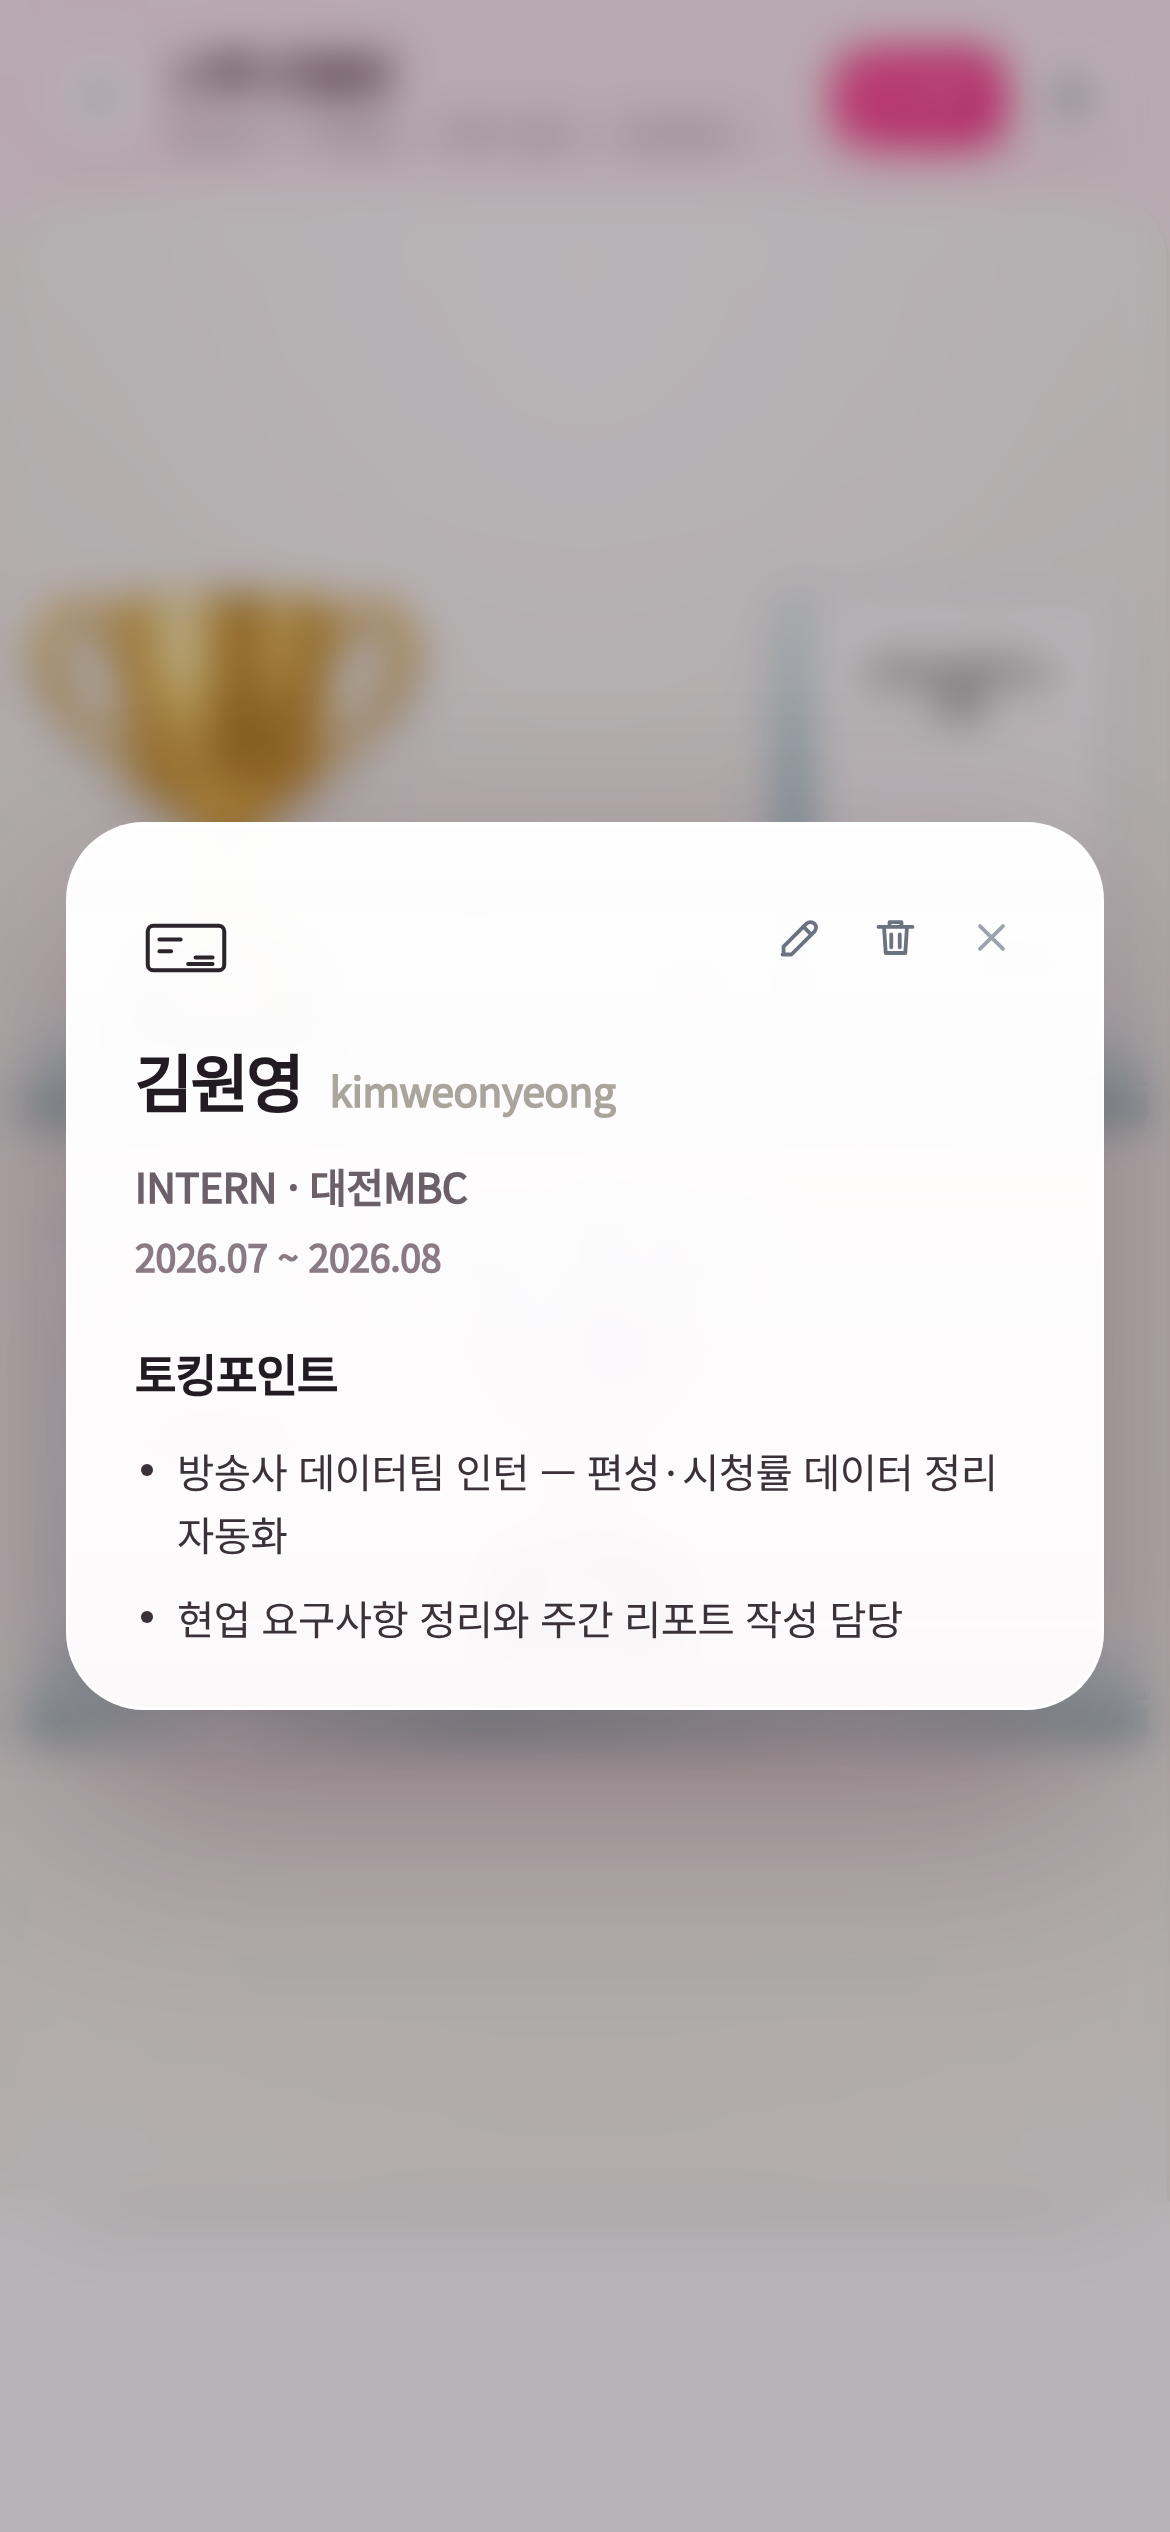 김원영 kimweonyeong
INTERN · 대전MBC
2026.07 ~ 2026.08
토킹포인트
• 방송사 데이터팀 인턴 — 편성·시청률 데이터 정리
자동화
• 현업 요구사항 정리와 주간 리포트 작성 담당